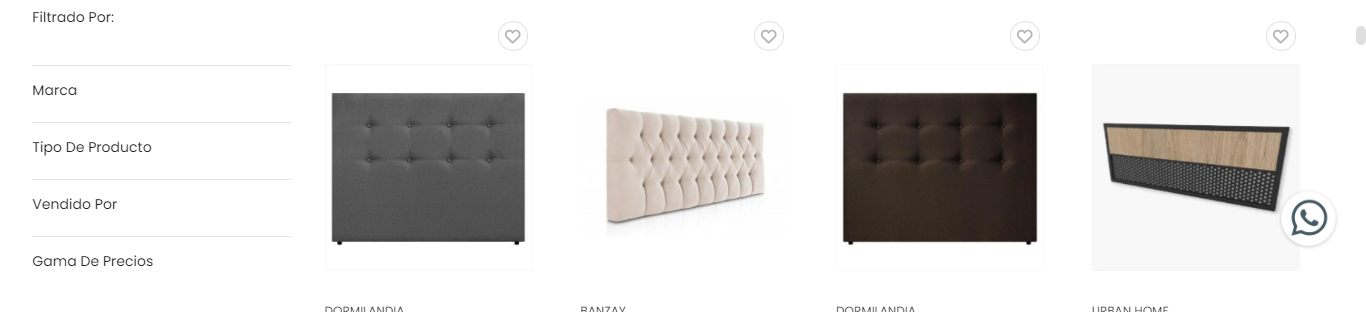 Filtrado Por:
Marca
Tipo De Producto
Vendido Por
Gama De Precios
DORMILANDIA
BANZAY
DORMILANDIA
URBAN HOME